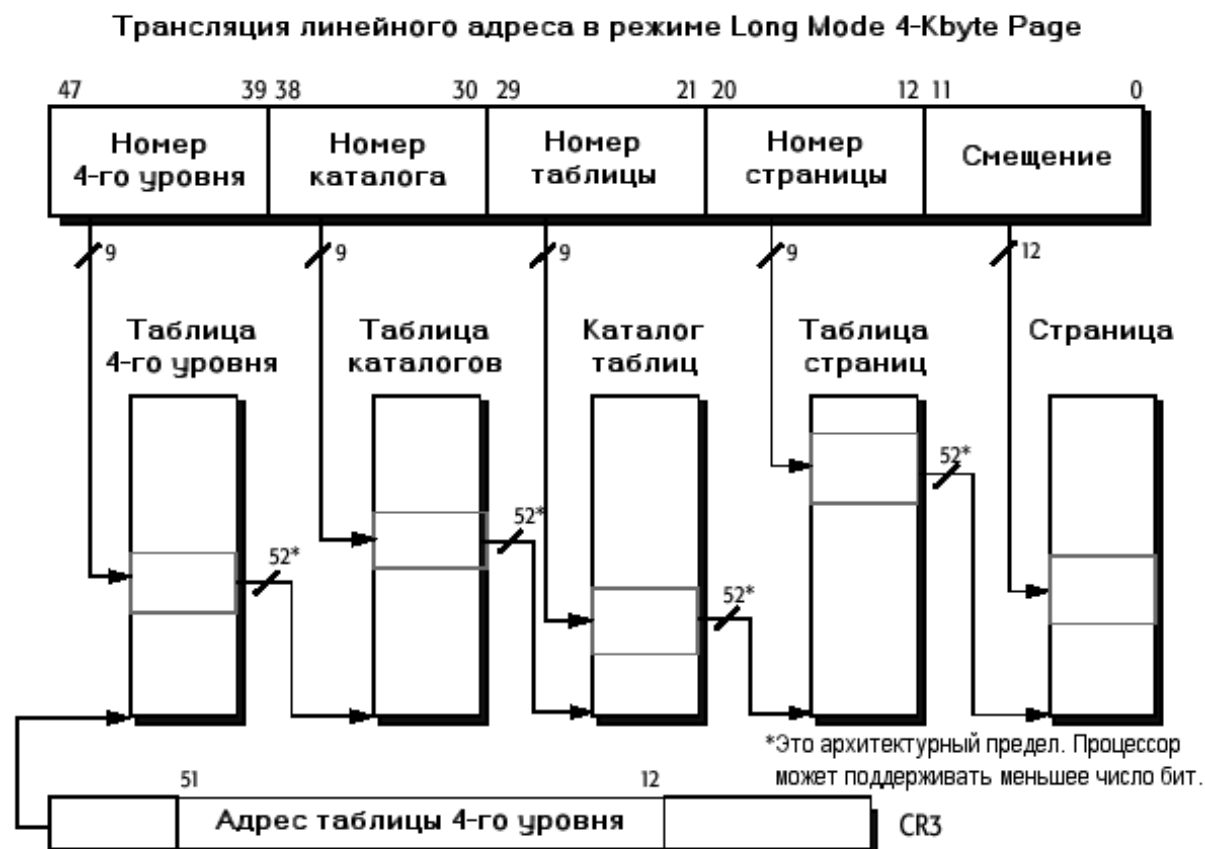 Трансляция линейного адреса в режиме Long Mode 4-Kbyte Page
47 39 38 30 29 21 20 12 11 0
Номер Номер Номер Номер Смещение
4-го уровня каталога таблицы страницы
9 9 9 9 12
Таблица Таблица Каталог Таблица Страница
4-го уровня каталогов таблиц страниц
52*
52*
52*
52*
*Это архитектурный предел. Процессор
может поддерживать меньшее число бит.
51 12
Адрес таблицы 4-го уровня CR3